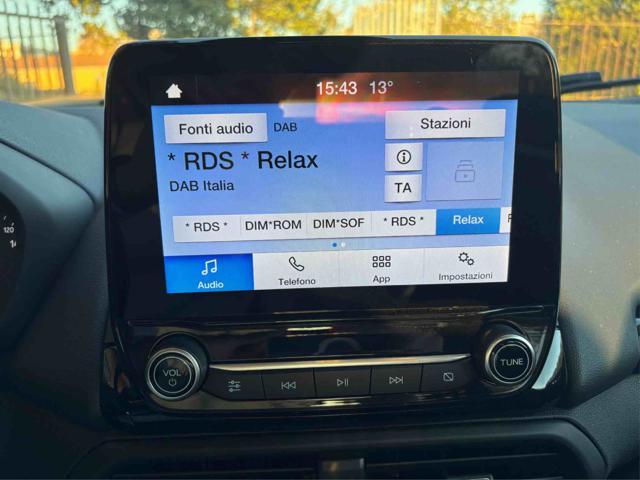 15:43 13°
Fonti audio DAB Stazioni
* RDS * Relax
DAB Italia
TA
* RDS * DIM*ROM DIM*SOF * RDS * Relax
Audio Telefono App Impostazioni
VOL TUNE
120